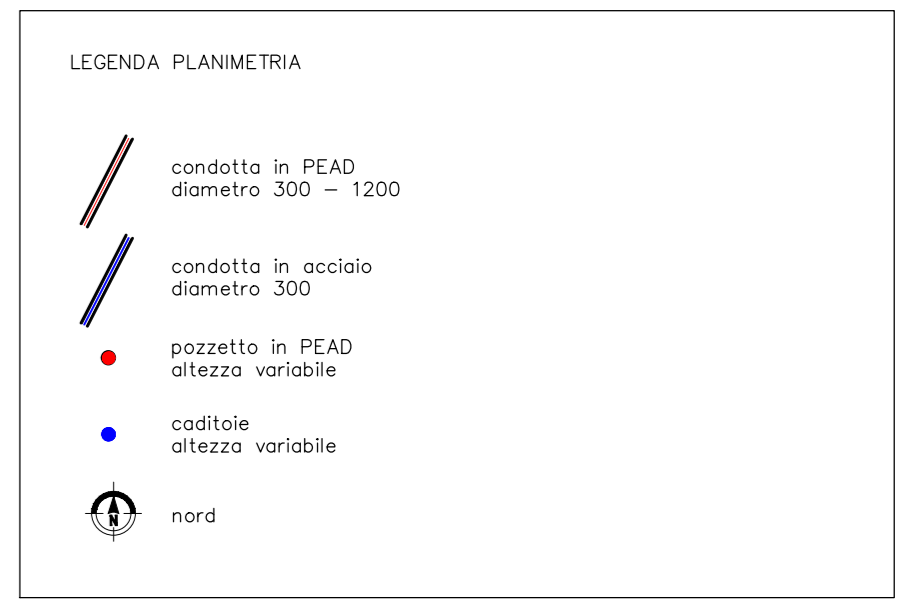 LEGENDA PLANIMETRIA
condotta in PEAD
diametro 300 – 1200
condotta in acciaio
diametro 300
pozzetto in PEAD
altezza variabile
caditoie
altezza variabile
N
nord